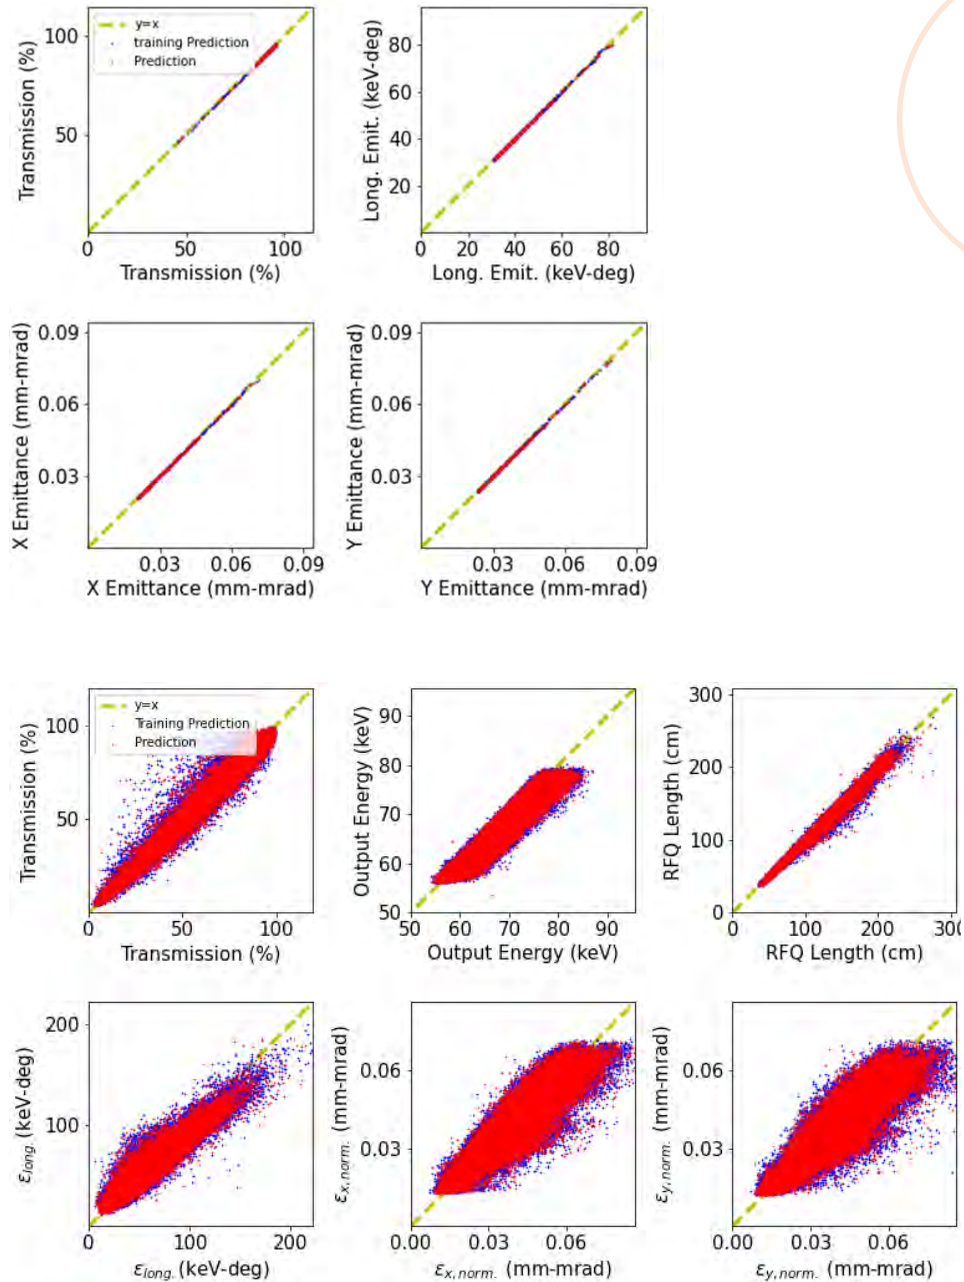 y=x
training Prediction
Prediction
100
50
0 50 100
Transmission (%)
Transmission (%)
80
60
40
20
0 20 40 60 80
Long. Emit. (keV-deg)
Long. Emit. (keV-deg)
0.09
0.06
0.03
0.03 0.06 0.09
X Emittance (mm-mrad)
X Emittance (mm-mrad)
0.09
0.06
0.03
0.03 0.06 0.09
Y Emittance (mm-mrad)
Y Emittance (mm-mrad)
y=x
Training Prediction
Prediction
100
50
0 50 100
Transmission (%)
Transmission (%)
90
80
70
60
50
50 60 70 80 90
Output Energy (keV)
Output Energy (keV)
300
200
100
0
0 100 200 300
RFQ Length (cm)
RFQ Length (cm)
200
100
0 100 200
ε_long. (keV-deg)
ε_long. (keV-deg)
0.06
0.03
0.00 0.03 0.06
ε_x,norm. (mm-mrad)
ε_x,norm. (mm-mrad)
0.06
0.03
0.00 0.03 0.06
ε_y,norm. (mm-mrad)
ε_y,norm. (mm-mrad)